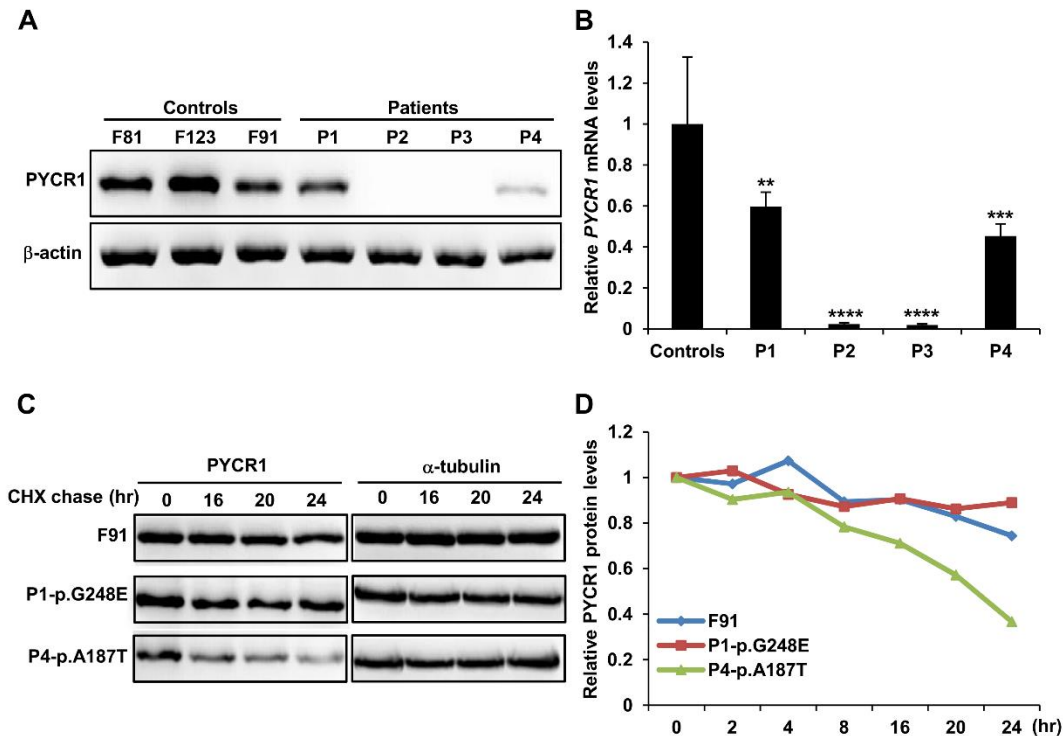 A
Controls Patients
F81 F123 F91 P1 P2 P3 P4
PYCR1
β-actin
B
Relative PYCR1 mRNA levels
1.4
1.2
1
0.8
0.6
0.4
0.2
0
**
****
****
***
Controls P1 P2 P3 P4
C
PYCR1 α-tubulin
CHX chase (hr) 0 16 20 24 0 16 20 24
F91
P1-p.G248E
P4-p.A187T
D
Relative PYCR1 protein levels
1.2
1
0.8
0.6
0.4
0.2
0
F91
P1-p.G248E
P4-p.A187T
0 2 4 8 16 20 24 (hr)